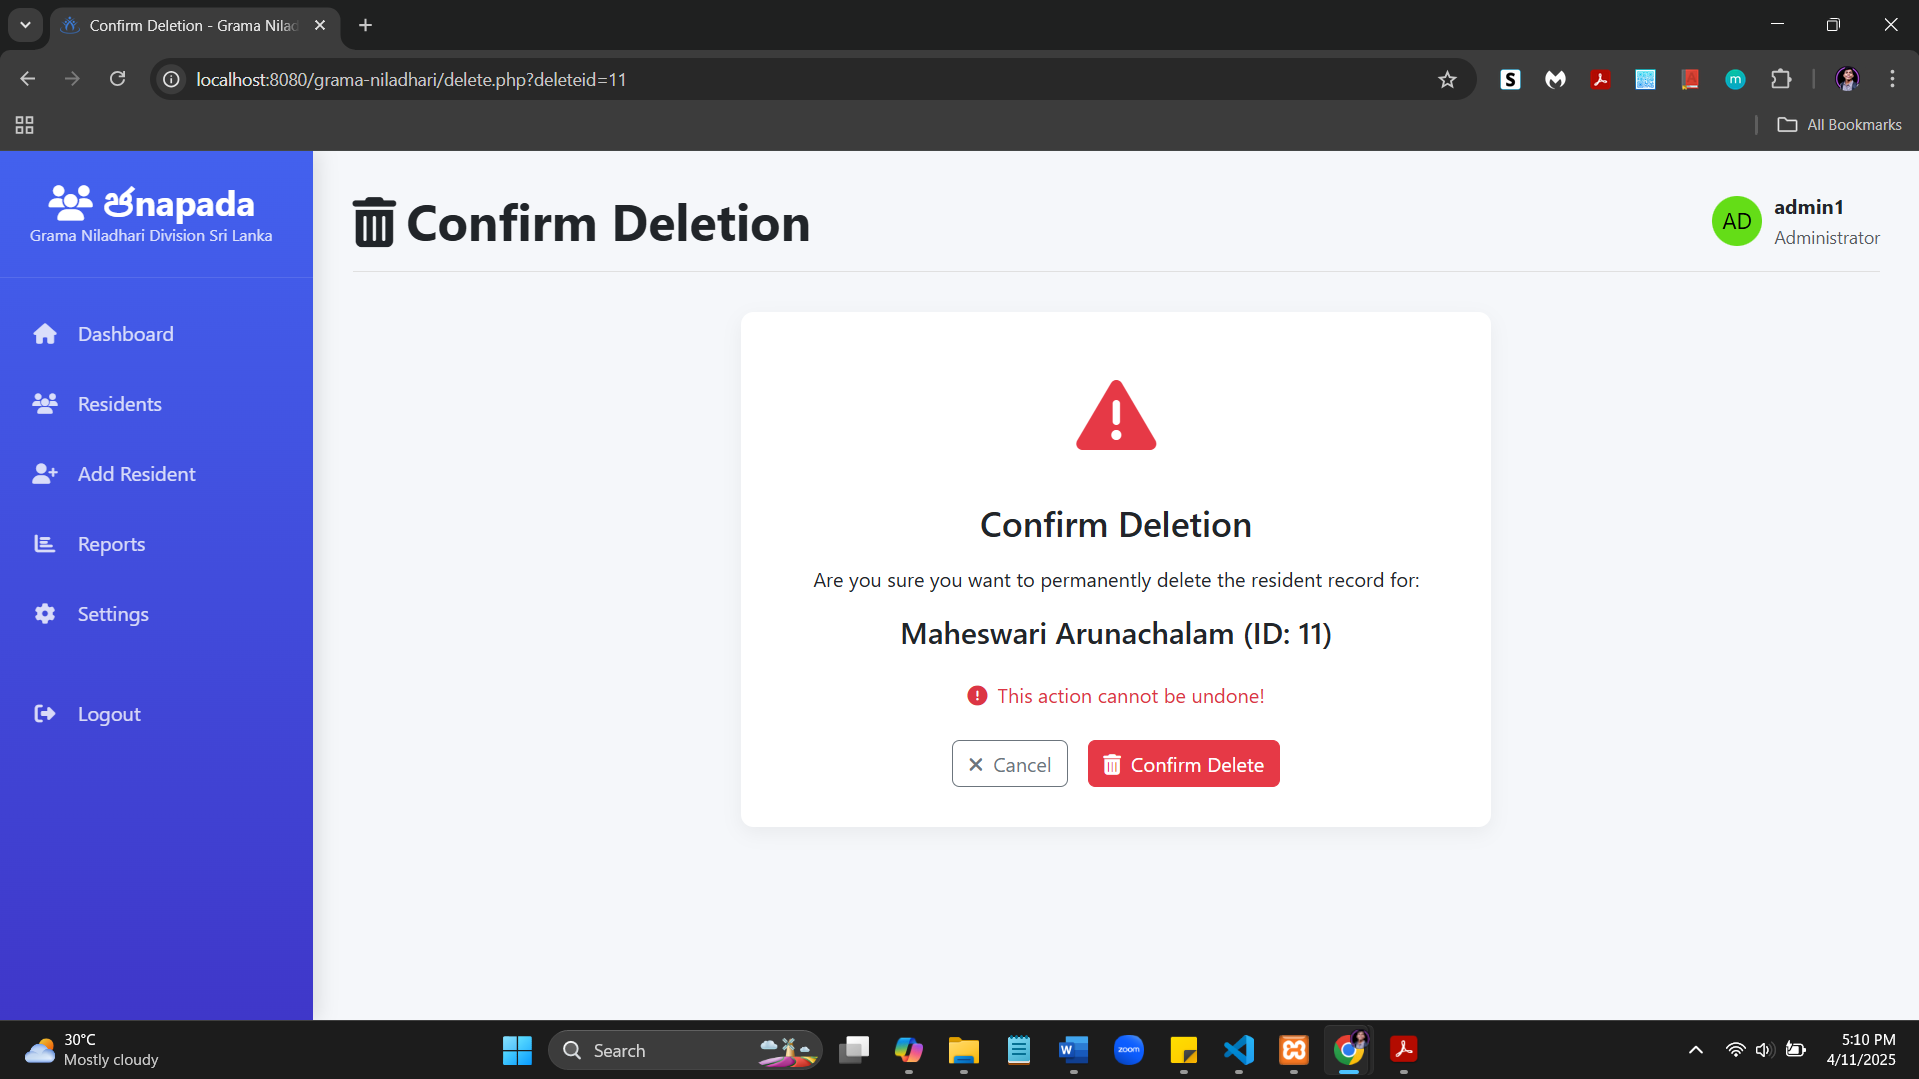 Confirm Deletion - Grama Nilad
localhost:8080/grama-niladhari/delete.php?deleteid=11
All Bookmarks
ජnapada
Grama Niladhari Division Sri Lanka
Dashboard
Residents
Add Resident
Reports
Settings
Logout
Confirm Deletion
AD
admin1
Administrator
Confirm Deletion
Are you sure you want to permanently delete the resident record for:
Maheswari Arunachalam (ID: 11)
This action cannot be undone!
Cancel
Confirm Delete
30°C
Mostly cloudy
Search
zoom
5:10 PM
4/11/2025